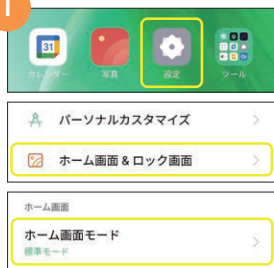 1
31
カレンダー 写真 設定 ツール
パーソナルカスタマイズ
ホーム画面 & ロック画面
ホーム画面
ホーム画面モード
標準モード